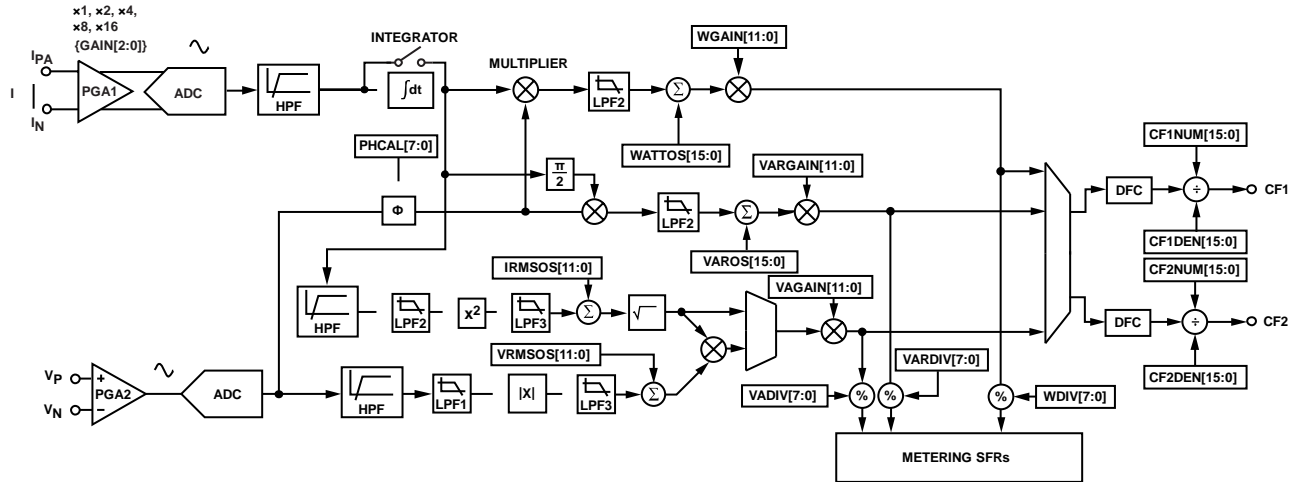 ×1, ×2, ×4,
×8, ×16
{GAIN[2:0]}
INTEGRATOR
MULTIPLIER
WGAIN[11:0]
IPA
I
IN
PGA1
ADC
HPF
∫dt
LPF2
Σ
WATTOS[15:0]
PHCAL[7:0]
π
2
VARGAIN[11:0]
CF1NUM[15:0]
DFC
÷
CF1
Φ
LPF2
Σ
VAROS[15:0]
CF1DEN[15:0]
CF2NUM[15:0]
IRMSOS[11:0]
VAGAIN[11:0]
HPF
LPF2
x2
LPF3
Σ
√
DFC
÷
CF2
VRMSOS[11:0]
VARDIV[7:0]
CF2DEN[15:0]
VP
+
PGA2
VN
−
ADC
HPF
LPF1
|X|
LPF3
Σ
VADIV[7:0]
%
%
%
WDIV[7:0]
METERING SFRs